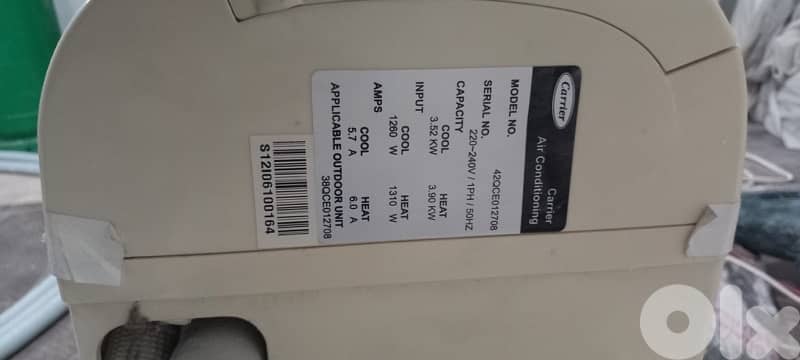 Carrier
Carrier
Air Conditioning
MODEL NO.
42QCE012708
SERIAL NO.
220~240V / 1PH / 50HZ
CAPACITY
COOL HEAT
3.52 KW 3.90 KW
INPUT
COOL HEAT
1260 W 1310 W
AMPS
COOL HEAT
5.7 A 6.0 A
APPLICABLE OUTDOOR UNIT
38QCE012708
S12I06100164
olx